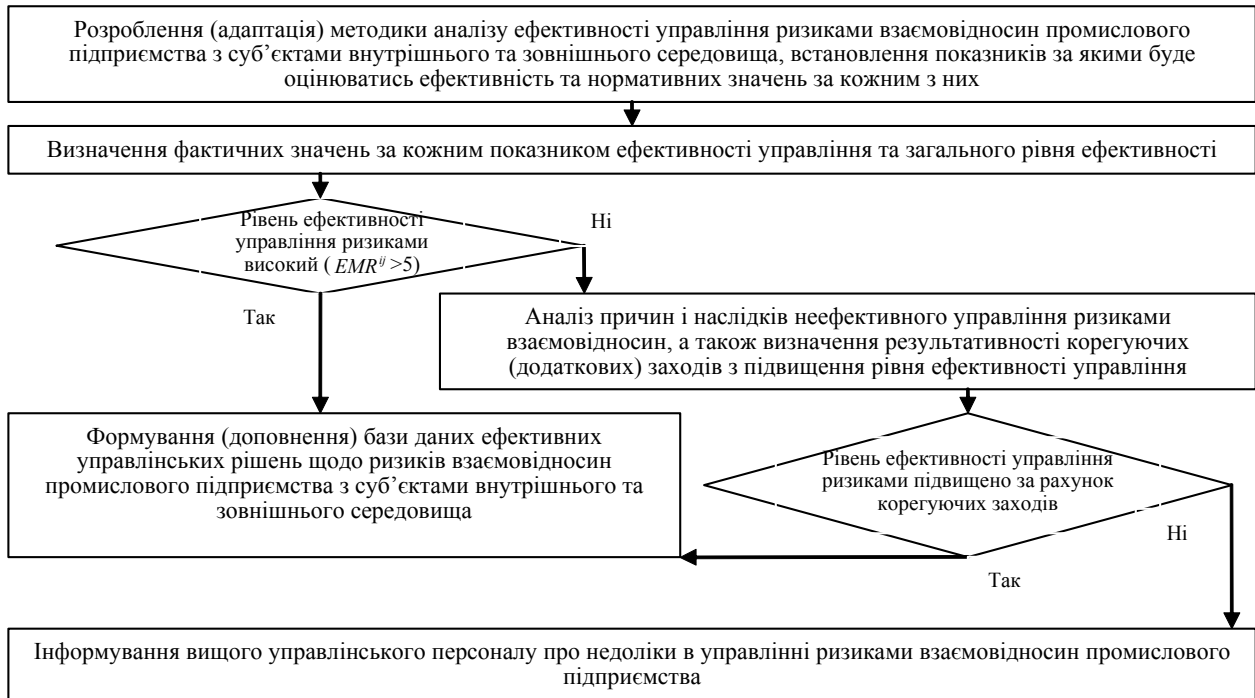 Розроблення (адаптація) методики аналізу ефективності управління ризиками взаємовідносин промислового
підприємства з суб’єктами внутрішнього та зовнішнього середовища, встановлення показників за якими буде
оцінюватись ефективність та нормативних значень за кожним з них
Визначення фактичних значень за кожним показником ефективності управління та загального рівня ефективності
Рівень ефективності
управління ризиками
високий ( EMR^ij >5)
Ні
Так
Аналіз причин і наслідків неефективного управління ризиками
взаємовідносин, а також визначення результативності корегуючих
(додаткових) заходів з підвищення рівня ефективності управління
Формування (доповнення) бази даних ефективних
управлінських рішень щодо ризиків взаємовідносин
промислового підприємства з суб’єктами внутрішнього та
зовнішнього середовища
Рівень ефективності управління
ризиками підвищено за рахунок
корегуючих заходів
Ні
Так
Інформування вищого управлінського персоналу про недоліки в управлінні ризиками взаємовідносин промислового
підприємства